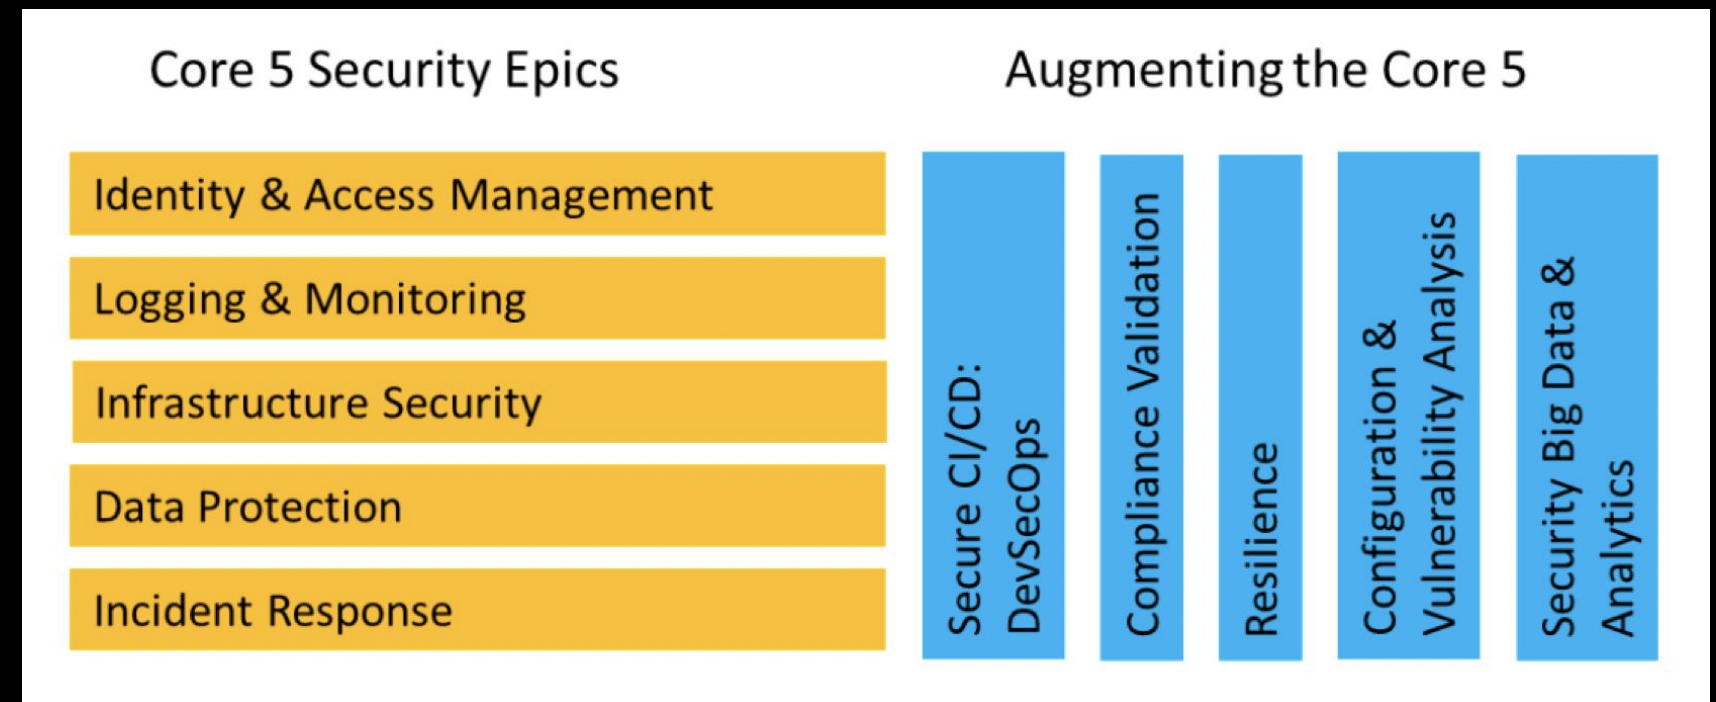 Core 5 Security Epics
Augmenting the Core 5
Identity & Access Management
Logging & Monitoring
Infrastructure Security
Data Protection
Incident Response
Secure CI/CD:
DevSecOps
Compliance Validation
Resilience
Configuration &
Vulnerability Analysis
Security Big Data &
Analytics